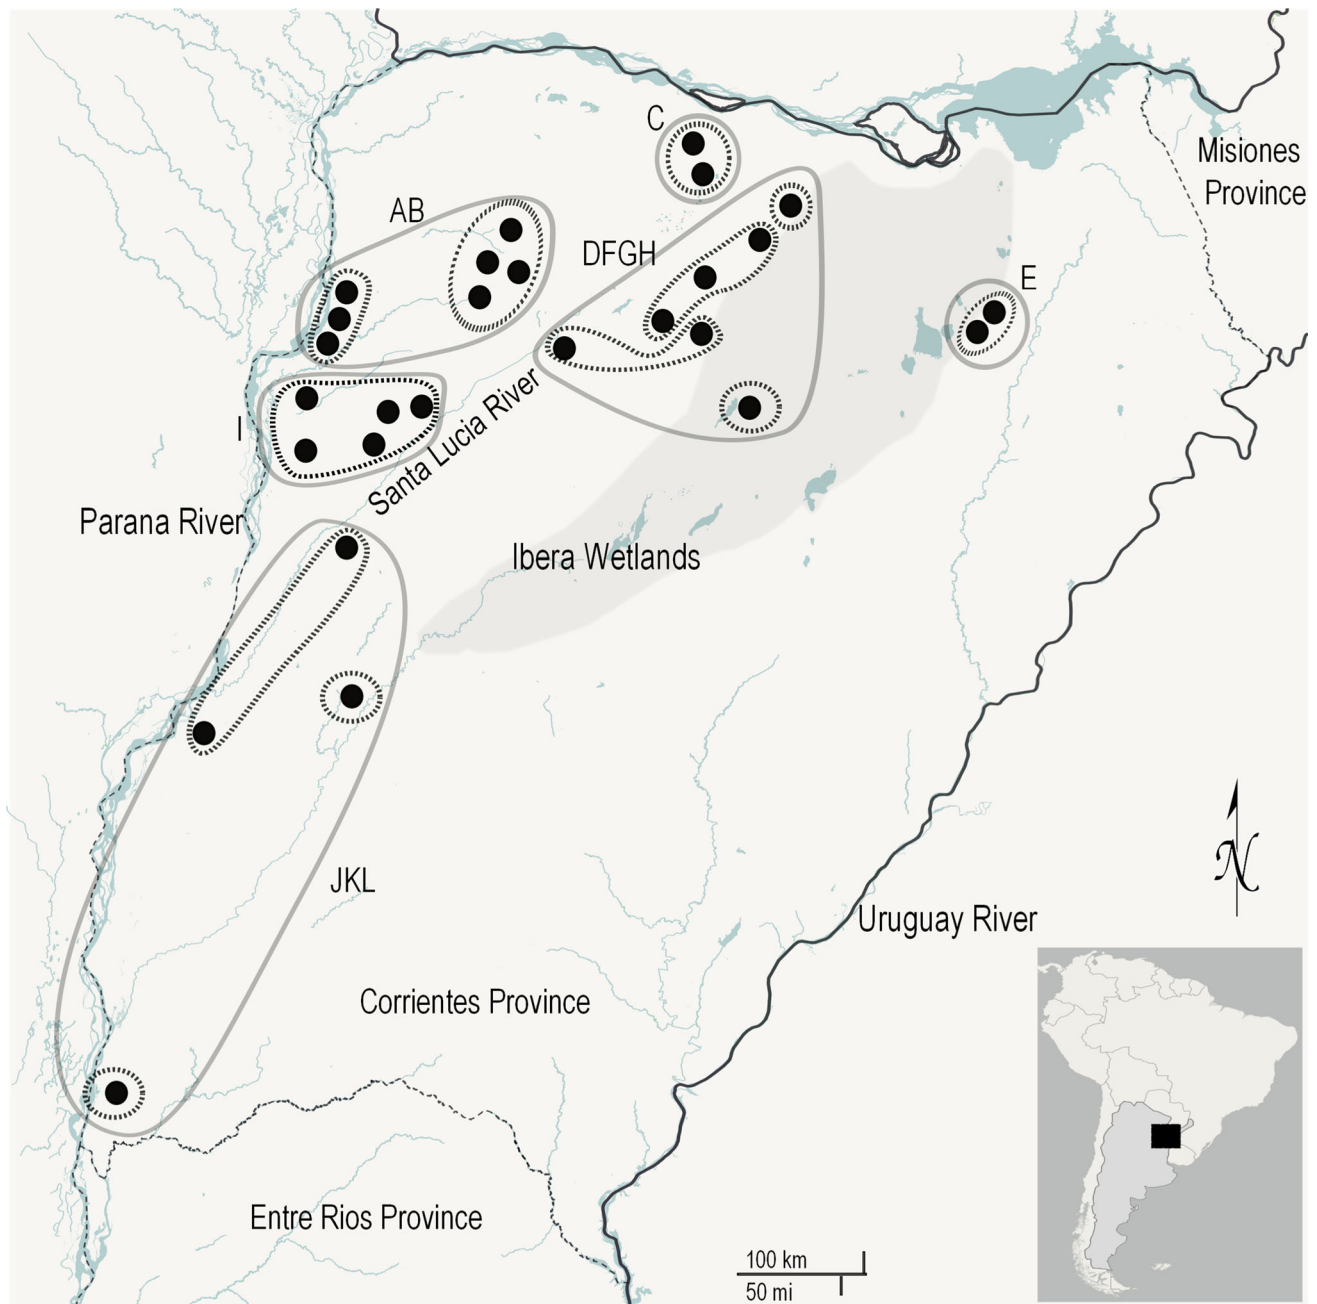 C
Misiones
Province
AB
DFGH
E
I
Santa Lucia River
Parana River
Ibera Wetlands
JKL
N
Uruguay River
Corrientes Province
Entre Rios Province
100 km
50 mi